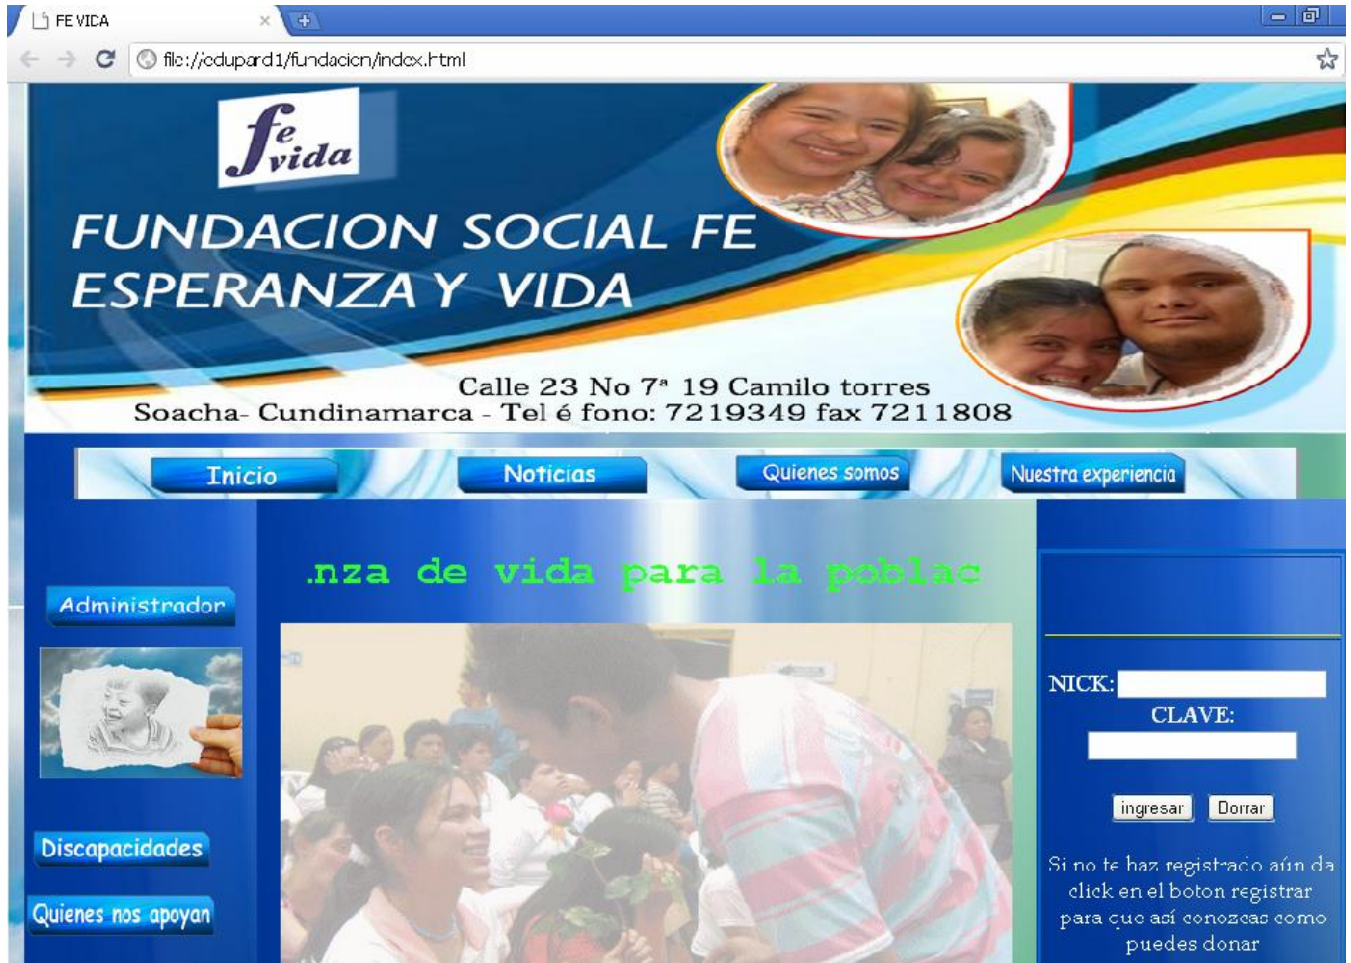 FE VIDA
file://edupard1/fundacion/index.html
fe
vida
FUNDACION SOCIAL FE
ESPERANZA Y VIDA
Calle 23 No 7ª 19 Camilo torres
Soacha- Cundinamarca - Tel é fono: 7219349 fax 7211808
Inicio
Noticias
Quienes somos
Nuestra experiencia
.nza de vida para la poblac
Administrador
Discapacidades
Quienes nos apoyan
NICK:
CLAVE:
ingresar
Borrar
Si no te haz registrado aún da
click en el boton registrar
para que así conozcas como
puedes donar